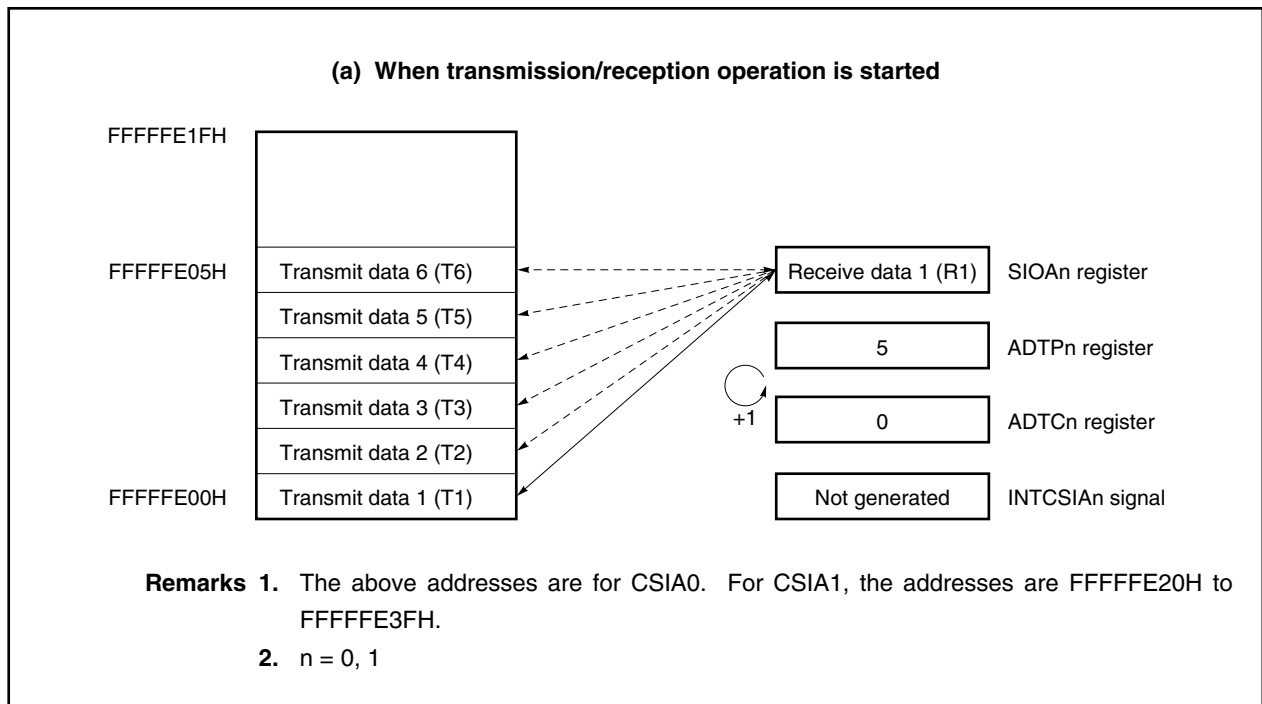 (a) When transmission/reception operation is started
FFFFFE1FH
FFFFFE05H
Transmit data 6 (T6)
Receive data 1 (R1)
SIOAn register
Transmit data 5 (T5)
5
ADTPn register
Transmit data 4 (T4)
Transmit data 3 (T3)
+1
0
ADTCn register
Transmit data 2 (T2)
FFFFFE00H
Transmit data 1 (T1)
Not generated
INTCSIAn signal
Remarks 1. The above addresses are for CSIA0. For CSIA1, the addresses are FFFFFE20H to
FFFFFE3FH.
2. n = 0, 1